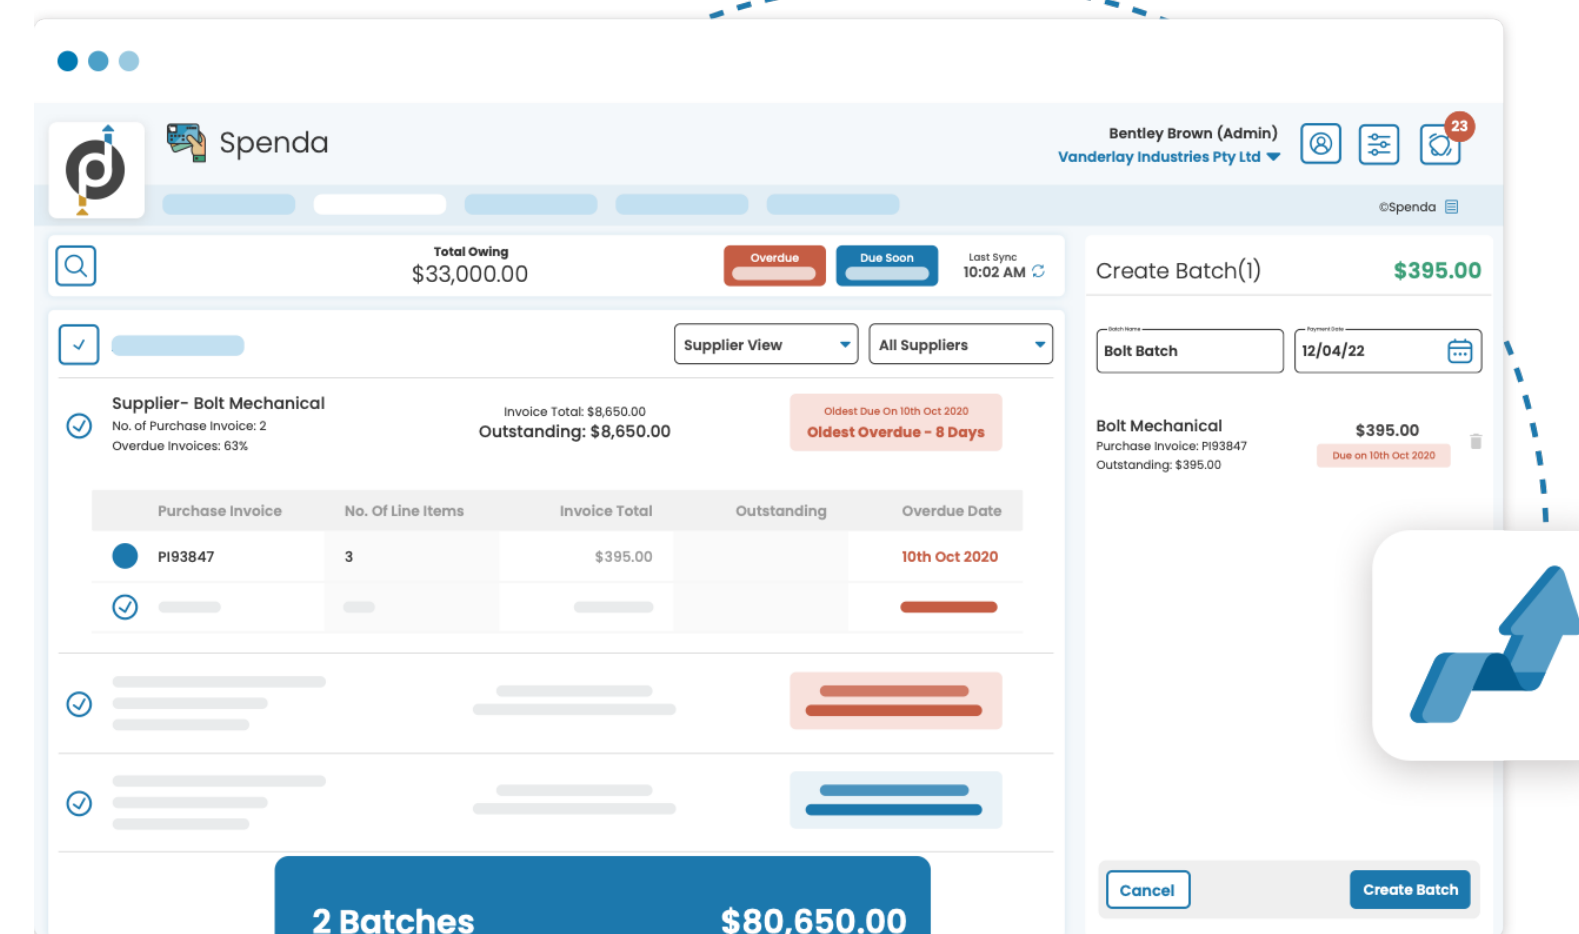 Spenda
Bentley Brown (Admin)
Vanderlay Industries Pty Ltd
23
©Spenda
Total Owing
$33,000.00
Overdue
Due Soon
Last Sync
10:02 AM
Supplier View
All Suppliers
Supplier- Bolt Mechanical
No. of Purchase Invoice: 2
Overdue Invoices: 63%
Invoice Total: $8,650.00
Outstanding: $8,650.00
Oldest Due On 10th Oct 2020
Oldest Overdue - 8 Days
Purchase Invoice No. Of Line Items Invoice Total Outstanding Overdue Date
PI93847 3 $395.00 10th Oct 2020
2 Batches $80,650.00
Create Batch(1) $395.00
Batch Name
Bolt Batch
Payment Date
12/04/22
Bolt Mechanical
Purchase Invoice: PI93847
Outstanding: $395.00
$395.00
Due on 10th Oct 2020
Cancel
Create Batch